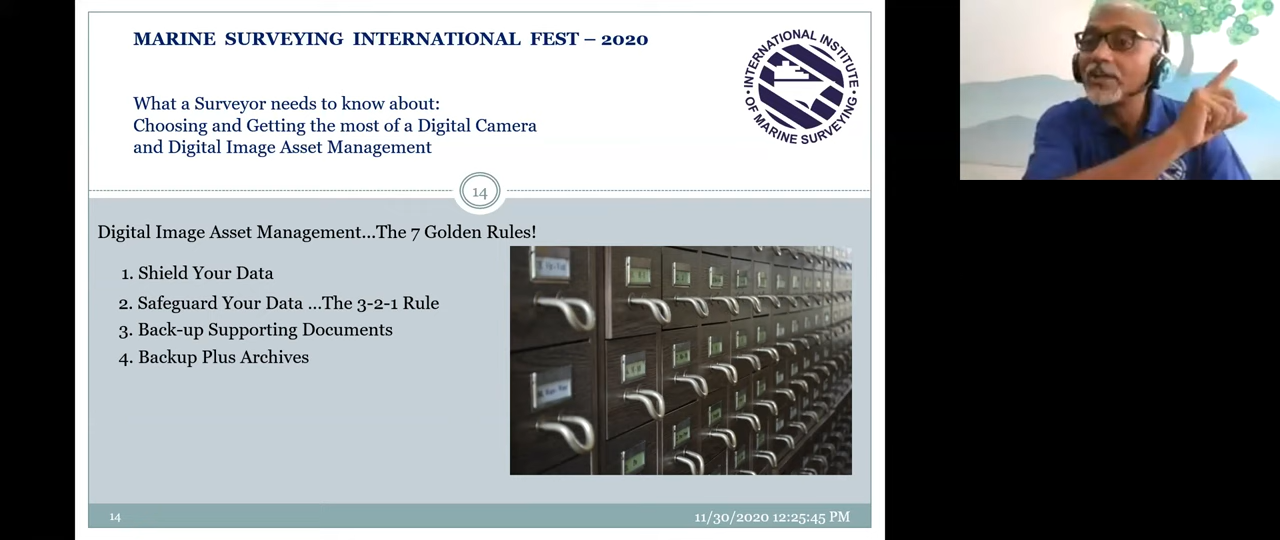 MARINE SURVEYING INTERNATIONAL FEST – 2020
INTERNATIONAL INSTITUTE
OF MARINE SURVEYING
What a Surveyor needs to know about:
Choosing and Getting the most of a Digital Camera
and Digital Image Asset Management
14
Digital Image Asset Management...The 7 Golden Rules!
1. Shield Your Data
2. Safeguard Your Data ...The 3-2-1 Rule
3. Back-up Supporting Documents
4. Backup Plus Archives
14
11/30/2020 12:25:45 PM